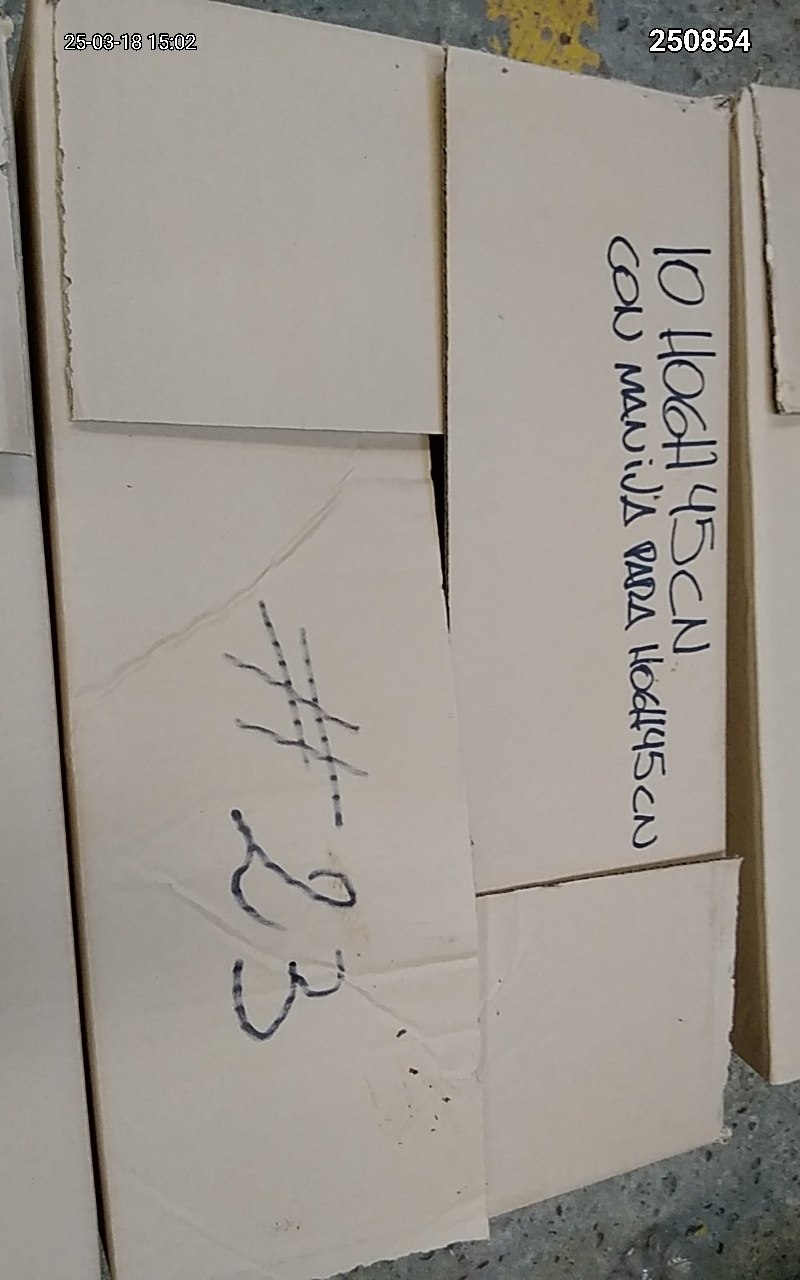 25-03-18 15:02
250854
10 HOGH 45CN
CON MANIJA PARA HOGH45CN
# 23